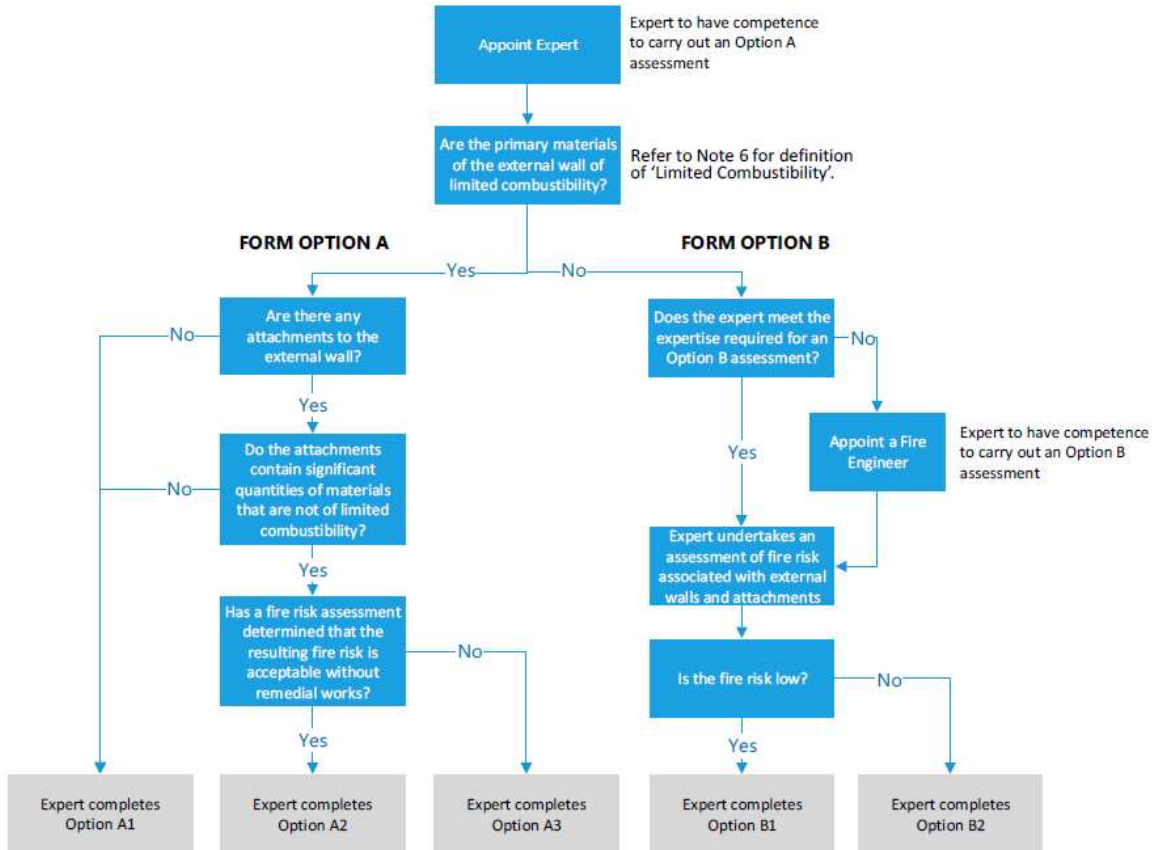 Appoint Expert
Expert to have competence
to carry out an Option A
assessment
Are the primary materials
of the external wall of
limited combustibility?
Refer to Note 6 for definition
of ‘Limited Combustibility’.
FORM OPTION A
FORM OPTION B
Yes
No
Are there any
attachments to the
external wall?
No
Yes
Do the attachments
contain significant
quantities of materials
that are not of limited
combustibility?
No
Yes
Has a fire risk assessment
determined that the
resulting fire risk is
acceptable without
remedial works?
No
Yes
Does the expert meet the
expertise required for an
Option B assessment?
No
Yes
Appoint a Fire
Engineer
Expert to have competence
to carry out an Option B
assessment
Expert undertakes an
assessment of fire risk
associated with external
walls and attachments
Is the fire risk low?
No
Yes
Expert completes
Option A1
Expert completes
Option A2
Expert completes
Option A3
Expert completes
Option B1
Expert completes
Option B2